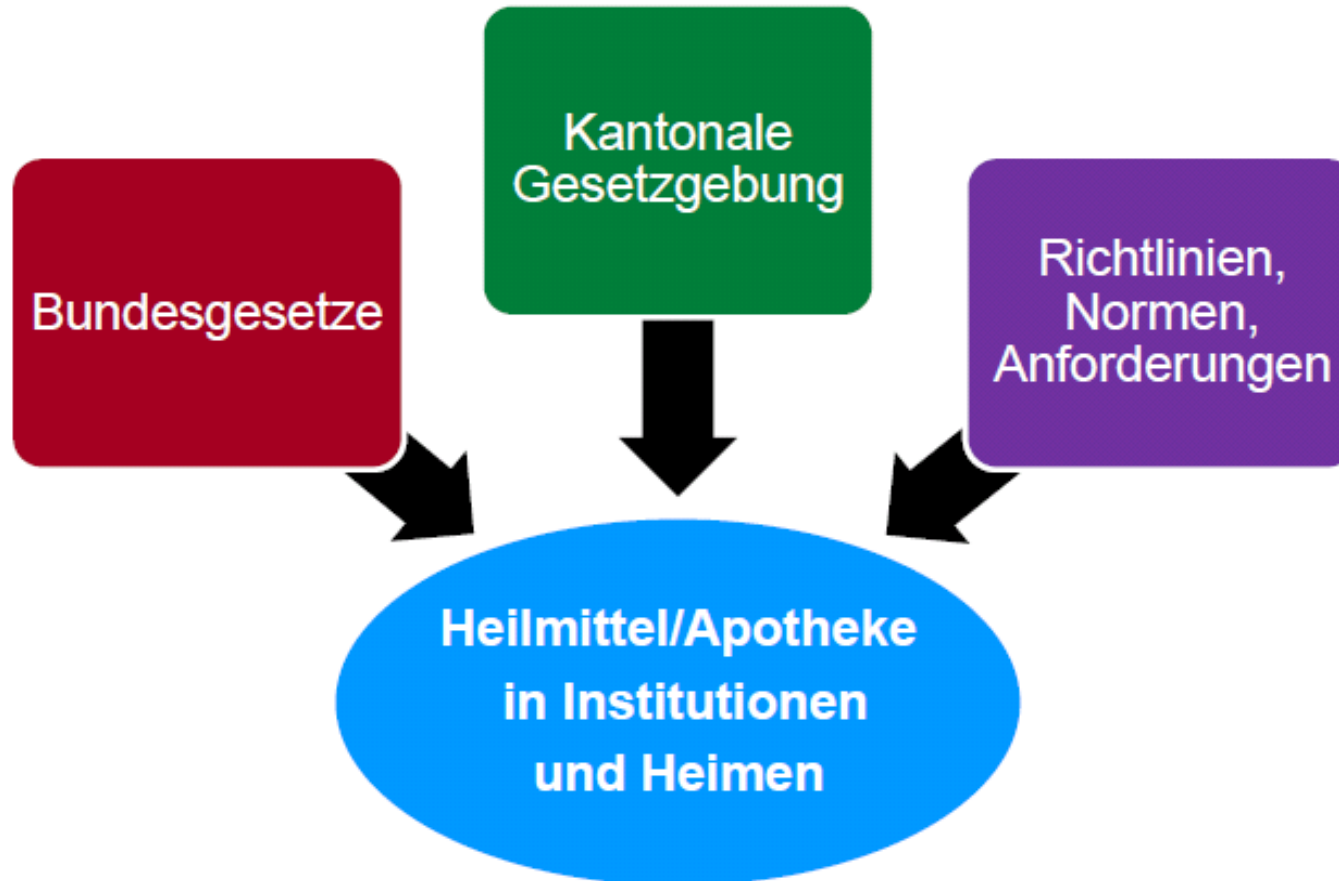 Bundesgesetze
Kantonale
Gesetzgebung
Richtlinien,
Normen,
Anforderungen
Heilmittel/Apotheke
in Institutionen
und Heimen